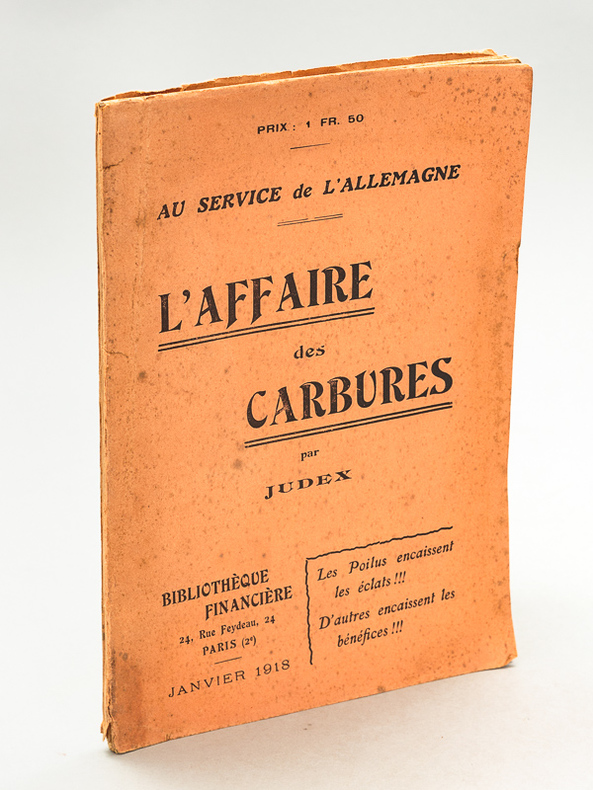 PRIX : 1 FR. 50
AU SERVICE de L'ALLEMAGNE
L'AFFAIRE
des
CARBURES
par
JUDEX
BIBLIOTHÈQUE
FINANCIÈRE
24, Rue Feydeau, 24
PARIS (2e)
JANVIER 1918
Les Poilus encaissent
les éclats !!!
D'autres encaissent les
bénéfices !!!